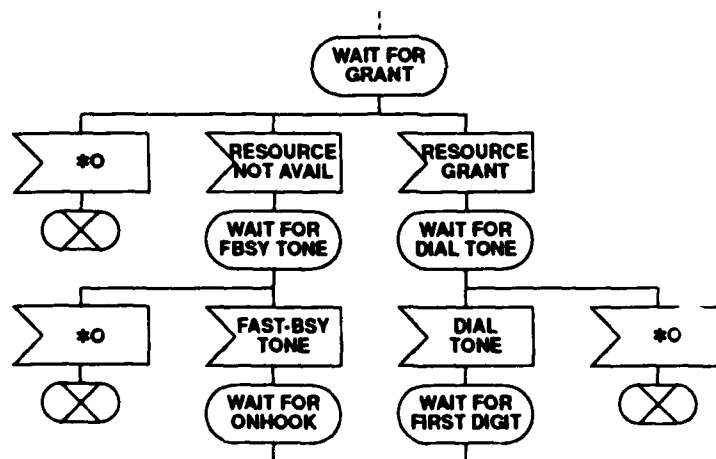 WAIT FOR
GRANT
*O
RESOURCE
NOT AVAIL
RESOURCE
GRANT
WAIT FOR
FBSY TONE
WAIT FOR
DIAL TONE
*O
FAST-BSY
TONE
DIAL
TONE
*O
WAIT FOR
ONHOOK
WAIT FOR
FIRST DIGIT